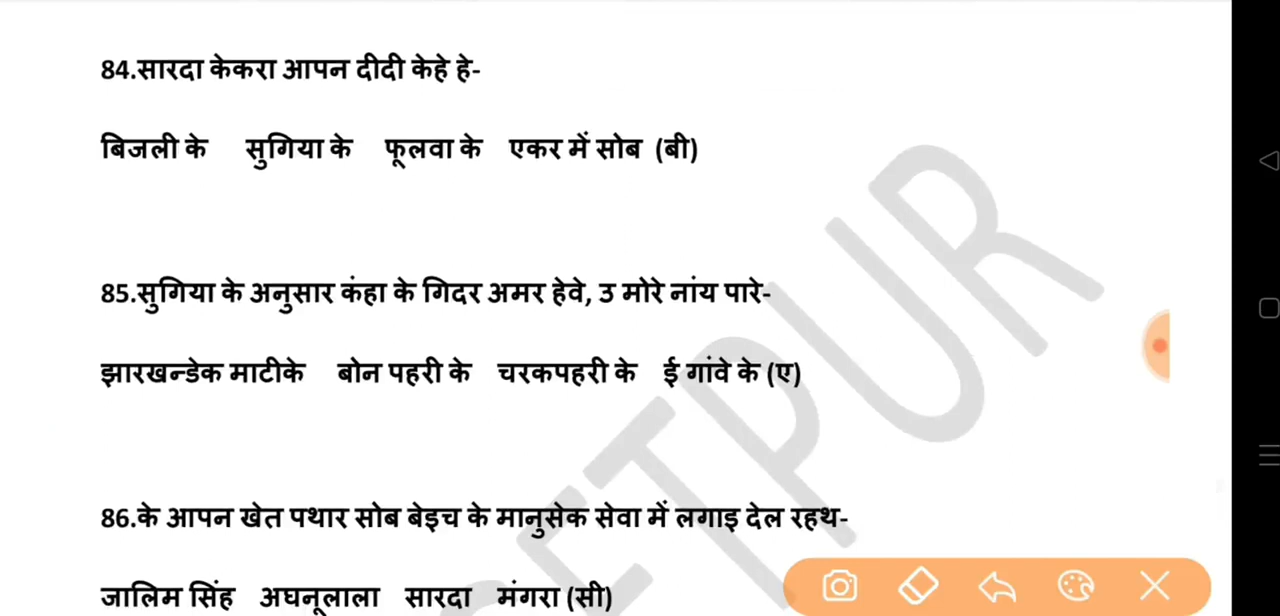 84.सारदा केकरा आपन दीदी केहे हे-
बिजली के सुगिया के फूलवा के एकर में सोब (बी)
85.सुगिया के अनुसार कंहा के गिदर अमर हेवे, उ मोरे नांय पारे-
झारखन्डेक माटीके बोन पहरी के चरकपहरी के ई गांवे के (ए)
86.के आपन खेत पथार सोब बेइच के मानुसेक सेवा में लगाइ देल रहथ-
जालिम सिंह अघनूलाला सारदा मंगरा (सी)
SETPUR